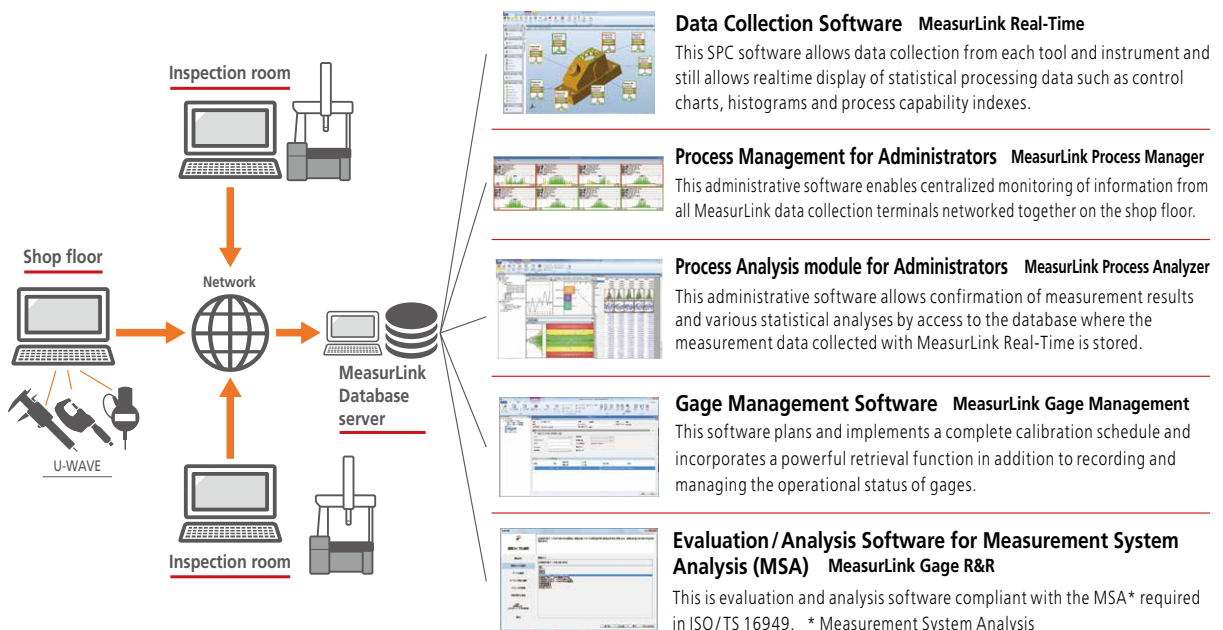 Inspection room
Shop floor
Network
MeasurLink
Database
server
U-WAVE
Inspection room
Data Collection Software MeasurLink Real-Time
This SPC software allows data collection from each tool and instrument and
still allows realtime display of statistical processing data such as control
charts, histograms and process capability indexes.
Process Management for Administrators MeasurLink Process Manager
This administrative software enables centralized monitoring of information from
all MeasurLink data collection terminals networked together on the shop floor.
Process Analysis module for Administrators MeasurLink Process Analyzer
This administrative software allows confirmation of measurement results
and various statistical analyses by access to the database where the
measurement data collected with MeasurLink Real-Time is stored.
Gage Management Software MeasurLink Gage Management
This software plans and implements a complete calibration schedule and
incorporates a powerful retrieval function in addition to recording and
managing the operational status of gages.
Evaluation/Analysis Software for Measurement System
Analysis (MSA) MeasurLink Gage R&R
This is evaluation and analysis software compliant with the MSA* required
in ISO/TS 16949. * Measurement System Analysis